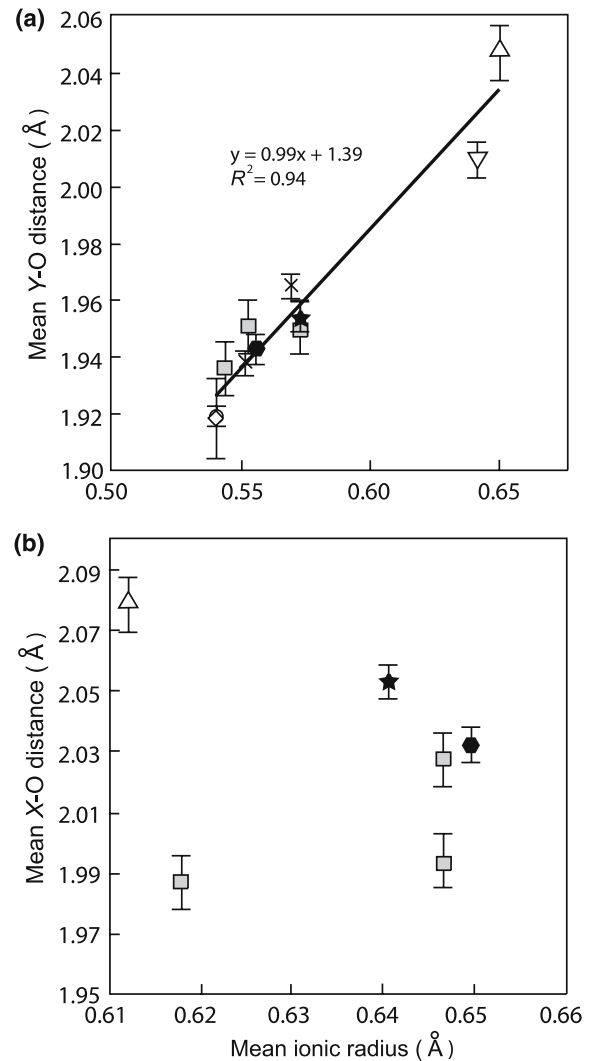 (a)
2.06
2.04
2.02
2.00
1.98
1.96
1.94
1.92
1.90
Mean Y-O distance (Å)
y = 0.99x + 1.39
R² = 0.94
0.50 0.55 0.60 0.65
(b)
2.09
2.07
2.05
2.03
2.01
1.99
1.97
1.95
Mean X-O distance (Å)
0.61 0.62 0.63 0.64 0.65 0.66
Mean ionic radius (Å)